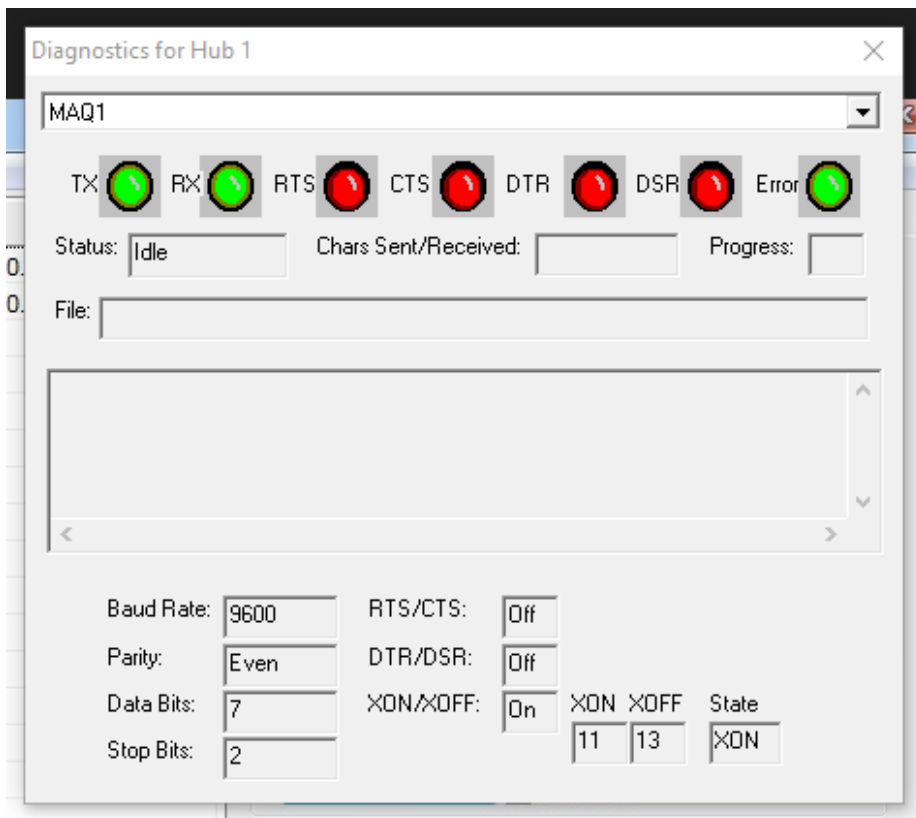 Diagnostics for Hub 1
MAQ1
TX RX RTS CTS DTR DSR Error
Status: Idle Chars Sent/Received: Progress:
File:
Baud Rate: 9600 RTS/CTS: Off
Parity: Even DTR/DSR: Off
Data Bits: 7 XON/XOFF: On XON XOFF State
Stop Bits: 2 11 13 XON
0.
0.